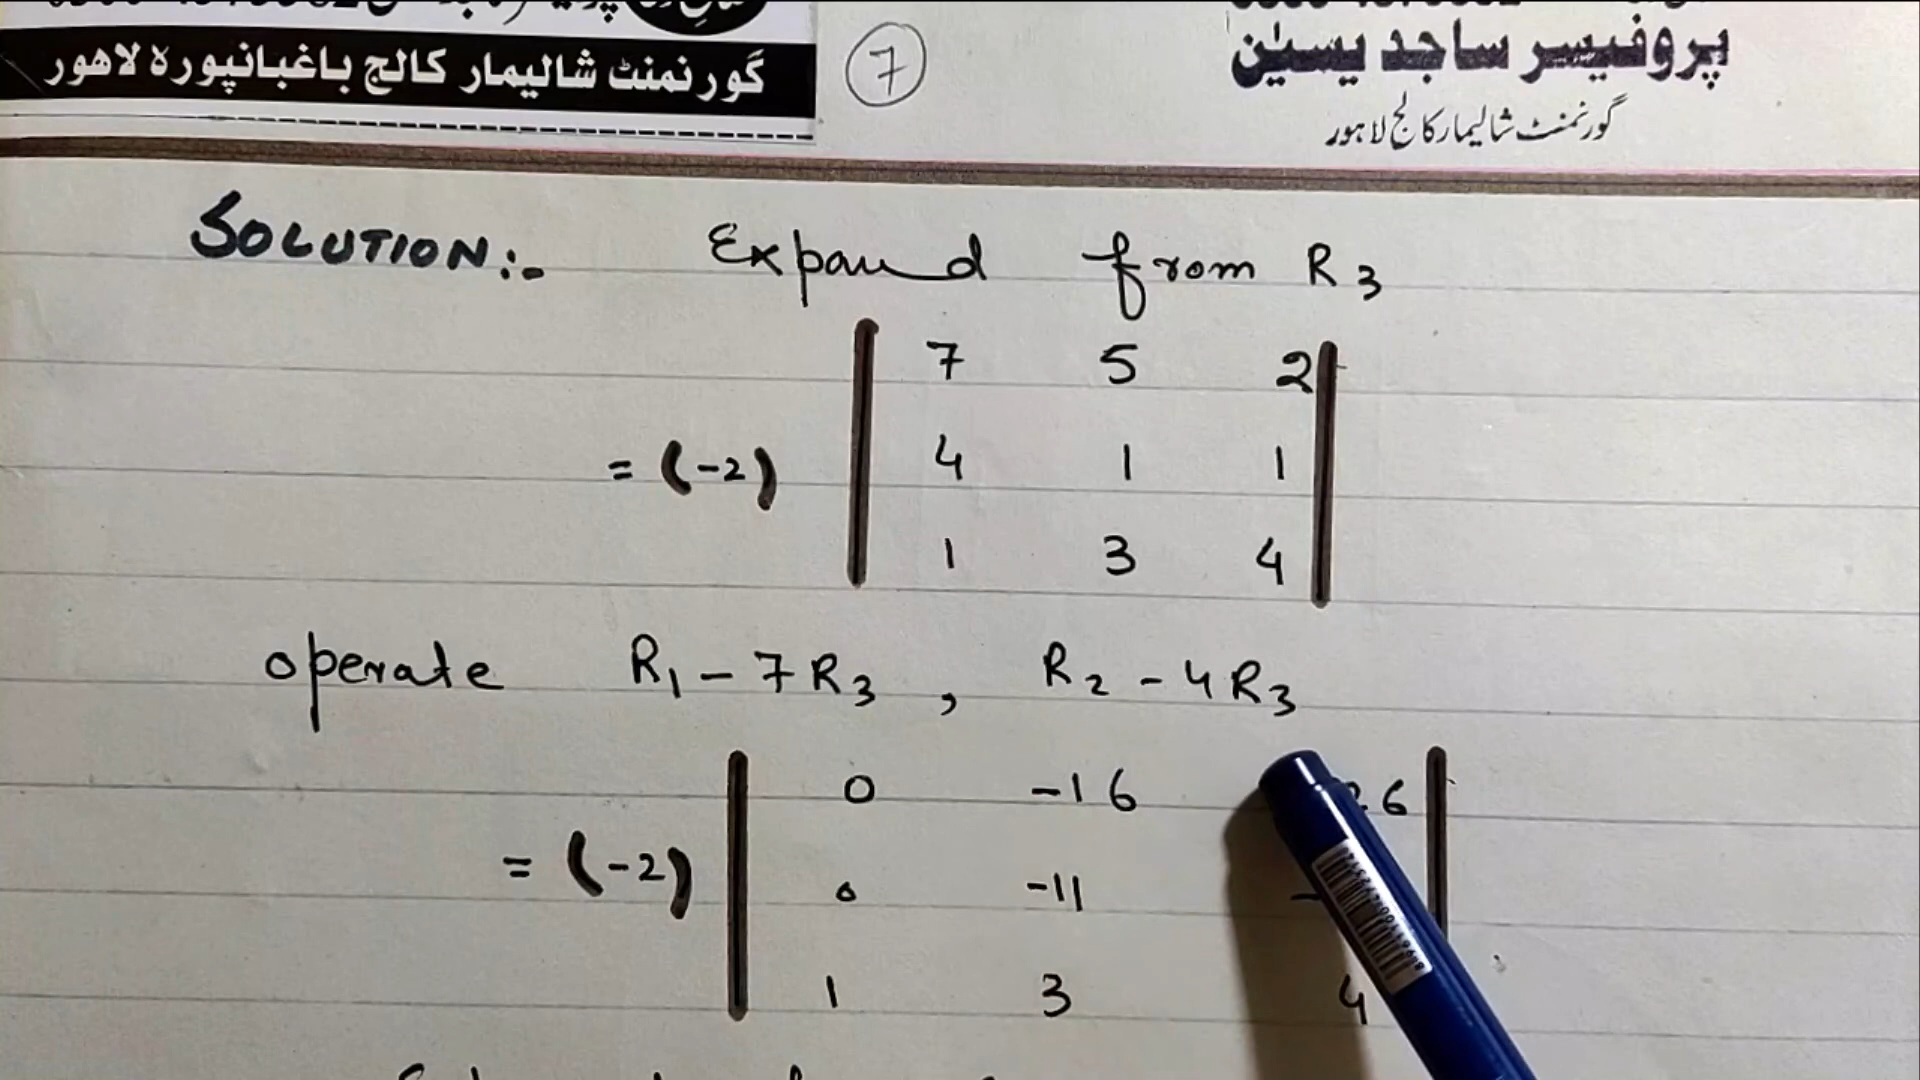 گورنمنٹ شالیمار کالج باغبانپورہ لاھور
7
پروفیسر ساجد یسین
گورنمنٹ شالیمار کالج لاہور
SOLUTION:- Expand from R3
7 5 2
= (-2) 4 1 1
1 3 4
operate R1 - 7R3 , R2 - 4R3
0 -16 6
= (-2) 0 -11 -
1 3 4